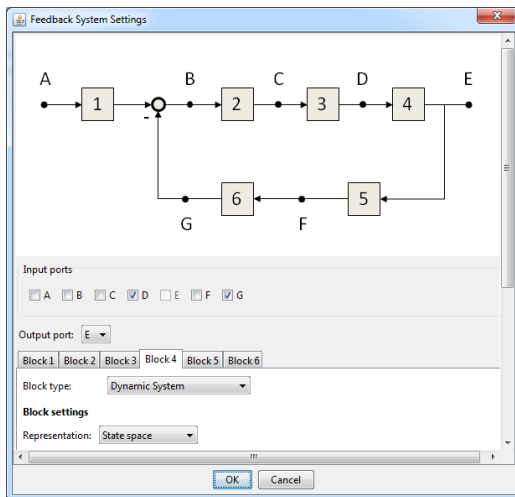 Feedback System Settings
A B C D E
1 2 3 4
-
6 5
G F
Input ports
A B C D E F G
Output port: E
Block 1 Block 2 Block 3 Block 4 Block 5 Block 6
Block type: Dynamic System
Block settings
Representation: State space
OK Cancel